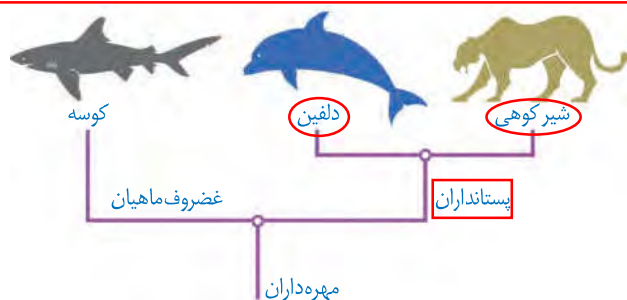 شیر کوهی
دلفین
کوسه
پستانداران
غضروف‌ماهیان
مهره‌داران